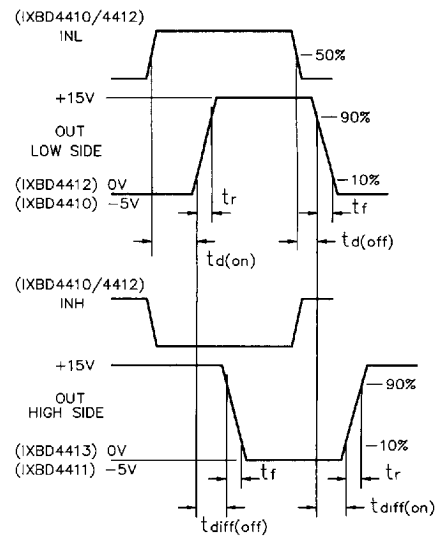 (IXBD4410/4412)
INL
50%
+15V
90%
OUT
LOW SIDE
10%
(IXBD4412) 0V
(IXBD4410) -5V
tr
tf
td(on)
td(off)
(IXBD4410/4412)
INH
+15V
90%
OUT
HIGH SIDE
10%
(IXBD4413) 0V
(IXBD4411) -5V
tf
tr
tdiff(off)
tdiff(on)